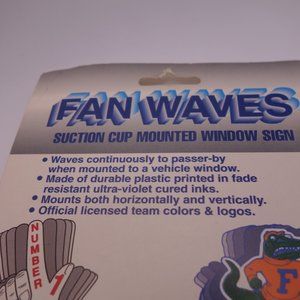 FAN WAVES
SUCTION CUP MOUNTED WINDOW SIGN
• Waves continuously to passer-by
when mounted to a vehicle window.
• Made of durable plastic printed in fade
resistant ultra-violet cured inks.
• Mounts both horizontally and vertically.
• Official licensed team colors & logos.
NUMBER
1
F